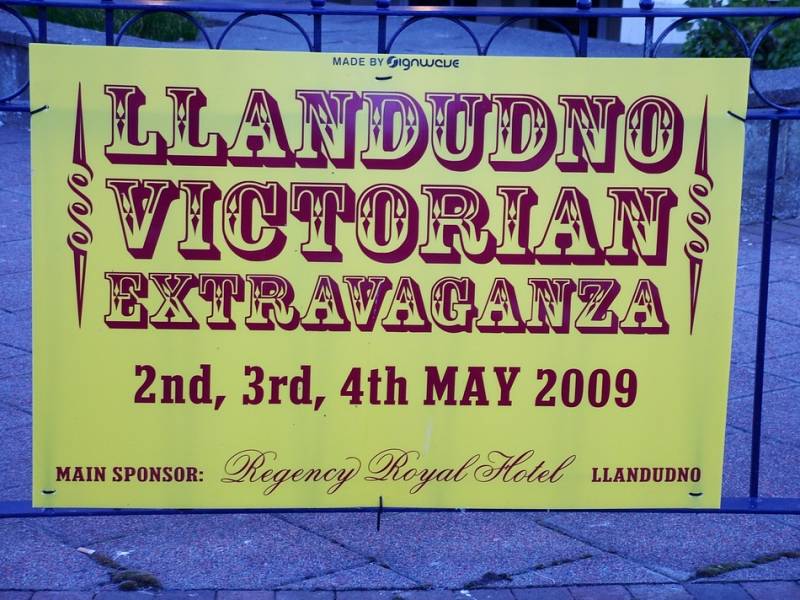 MADE BY Signwave
LLANDUDNO
VICTORIAN
EXTRAVAGANZA
2nd, 3rd, 4th MAY 2009
MAIN SPONSOR: Regency Royal Hotel LLANDUDNO